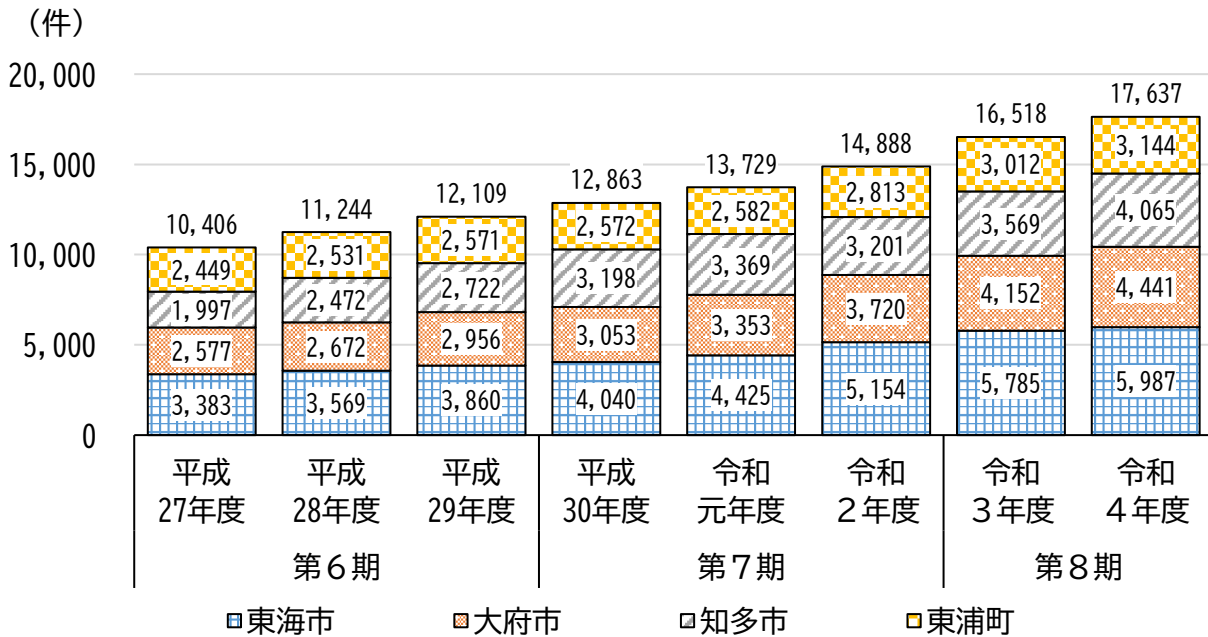 （件）
20,000
15,000
10,000
5,000
0
10,406
11,244
12,109
12,863
13,729
14,888
16,518
17,637
2,449
2,531
2,571
2,572
2,582
2,813
3,012
3,144
1,997
2,472
2,722
3,198
3,369
3,201
3,569
4,065
2,577
2,672
2,956
3,053
3,353
3,720
4,152
4,441
3,383
3,569
3,860
4,040
4,425
5,154
5,785
5,987
平成
27年度
平成
28年度
平成
29年度
平成
30年度
令和
元年度
令和
２年度
令和
３年度
令和
４年度
第６期
第７期
第８期
東海市
大府市
知多市
東浦町